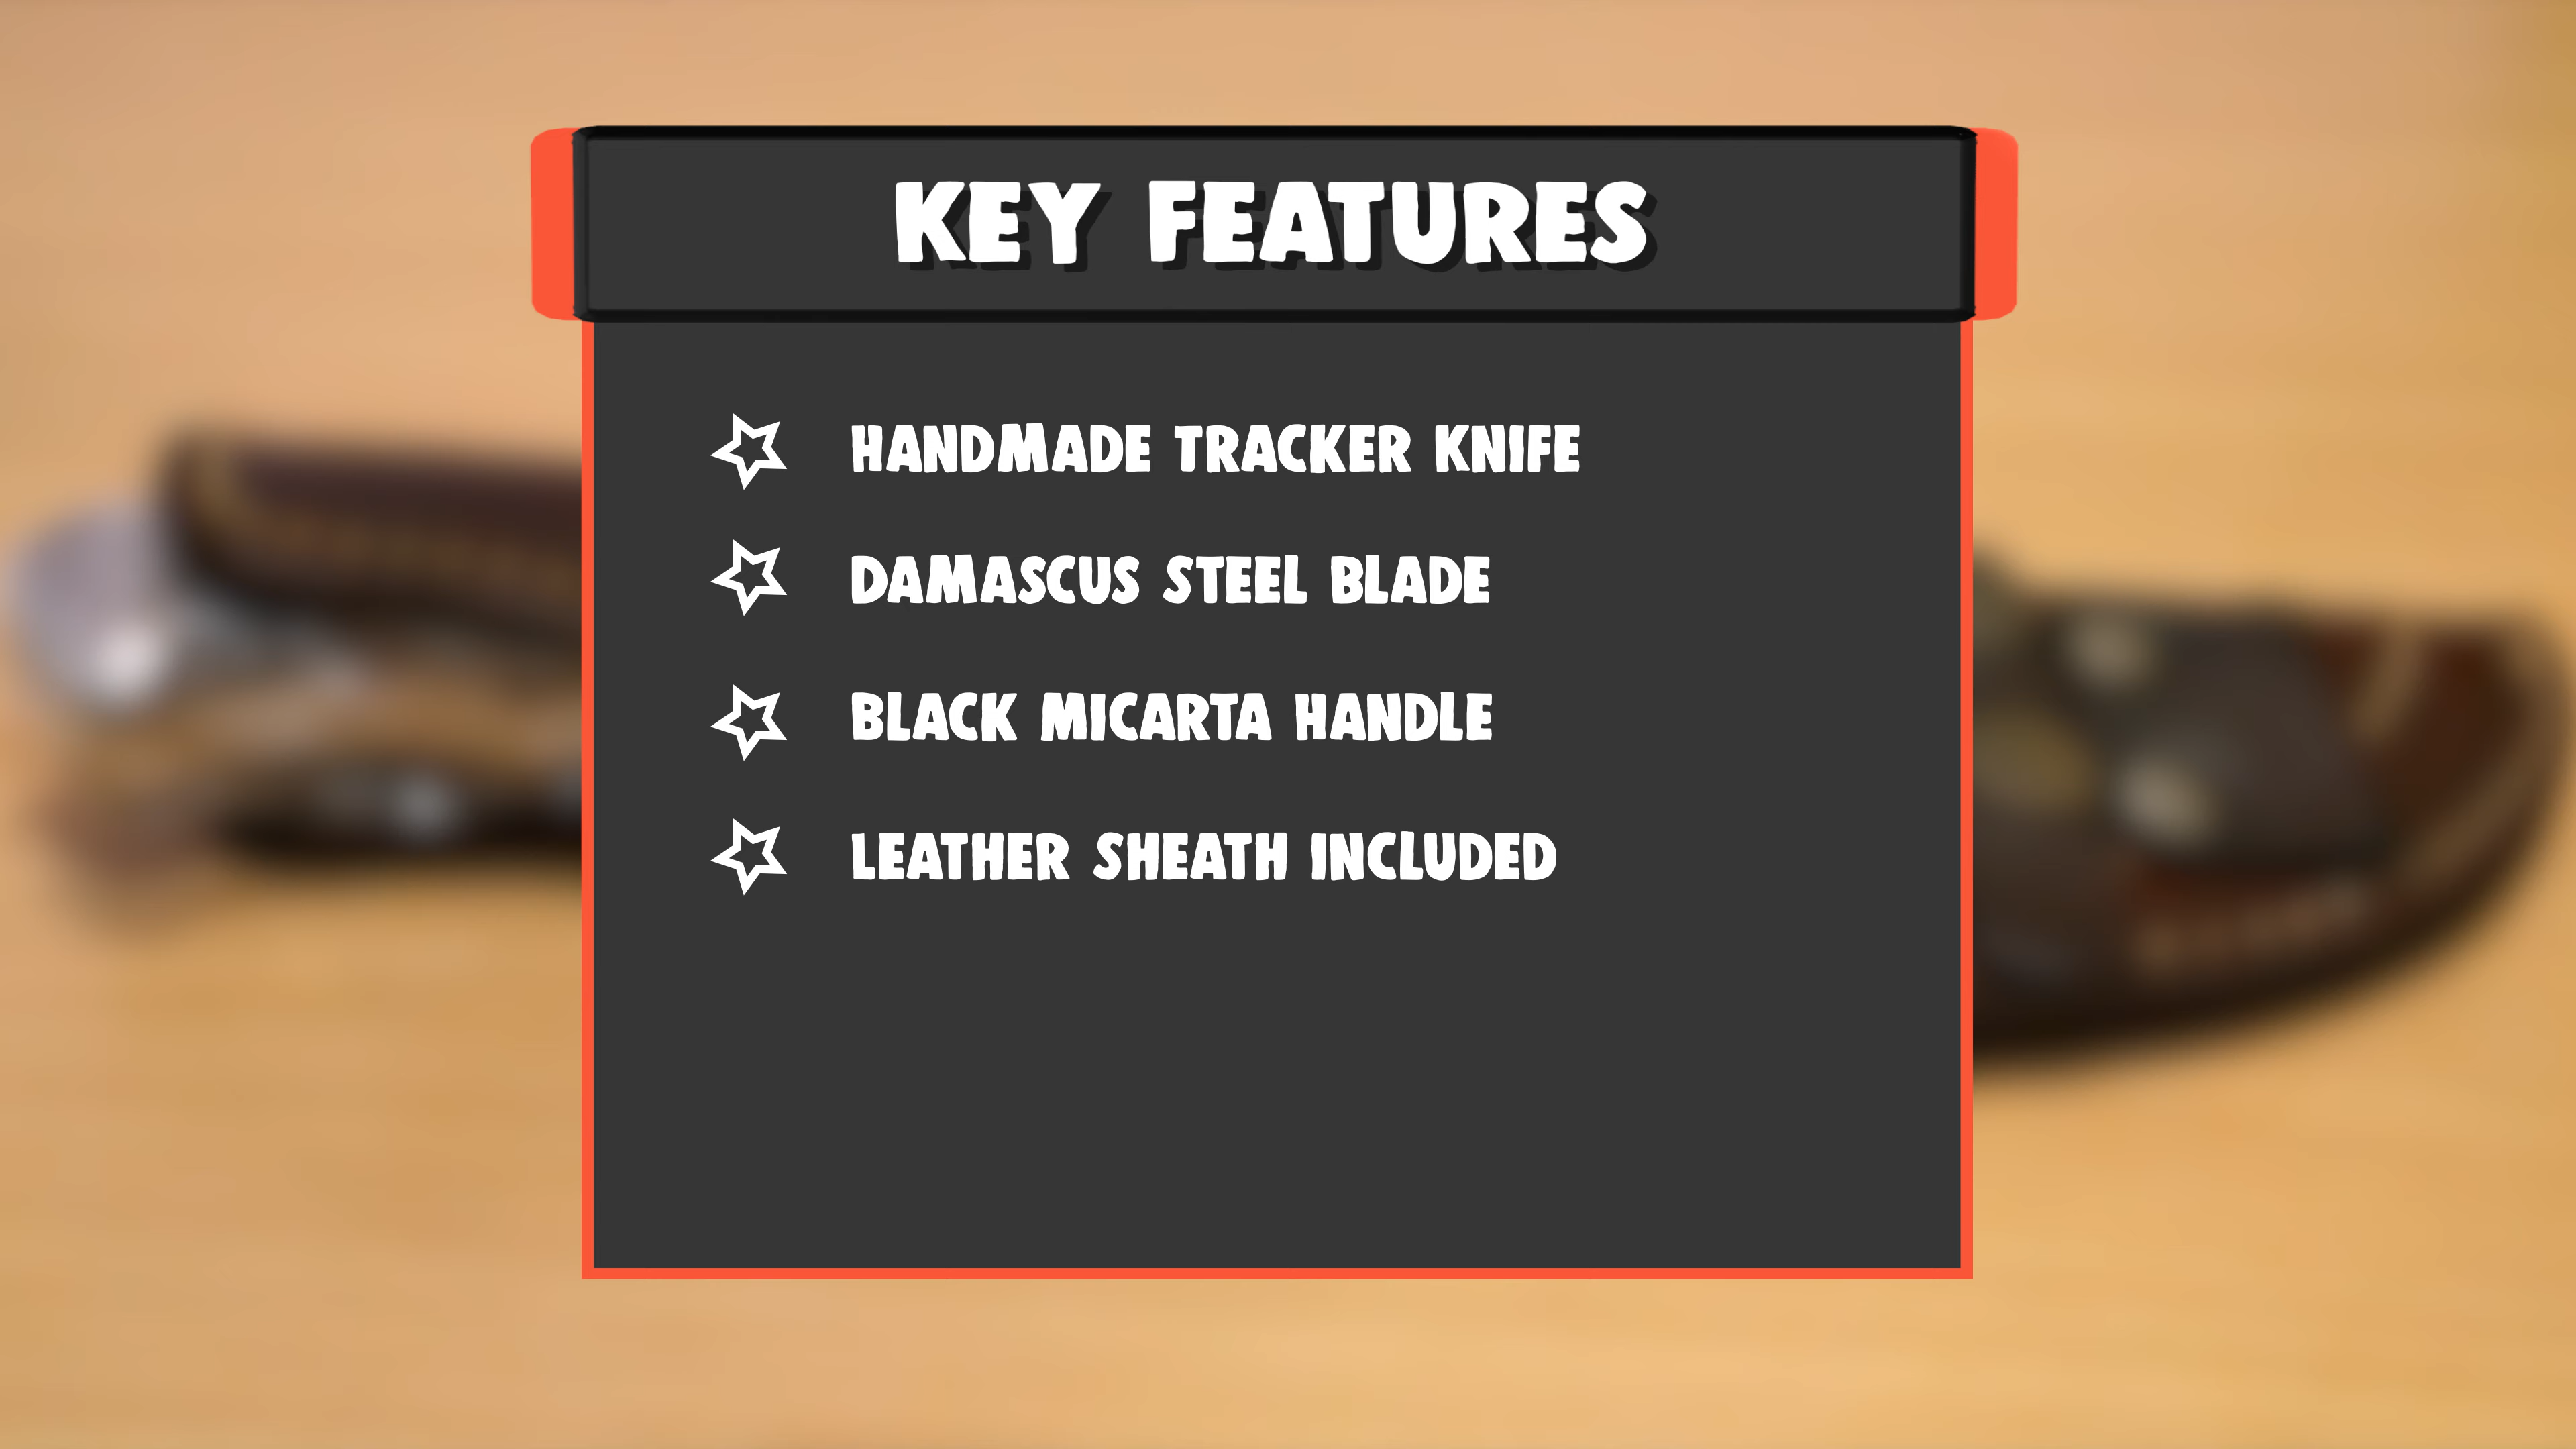 KEY FEATURES
HANDMADE TRACKER KNIFE
DAMASCUS STEEL BLADE
BLACK MICARTA HANDLE
LEATHER SHEATH INCLUDED